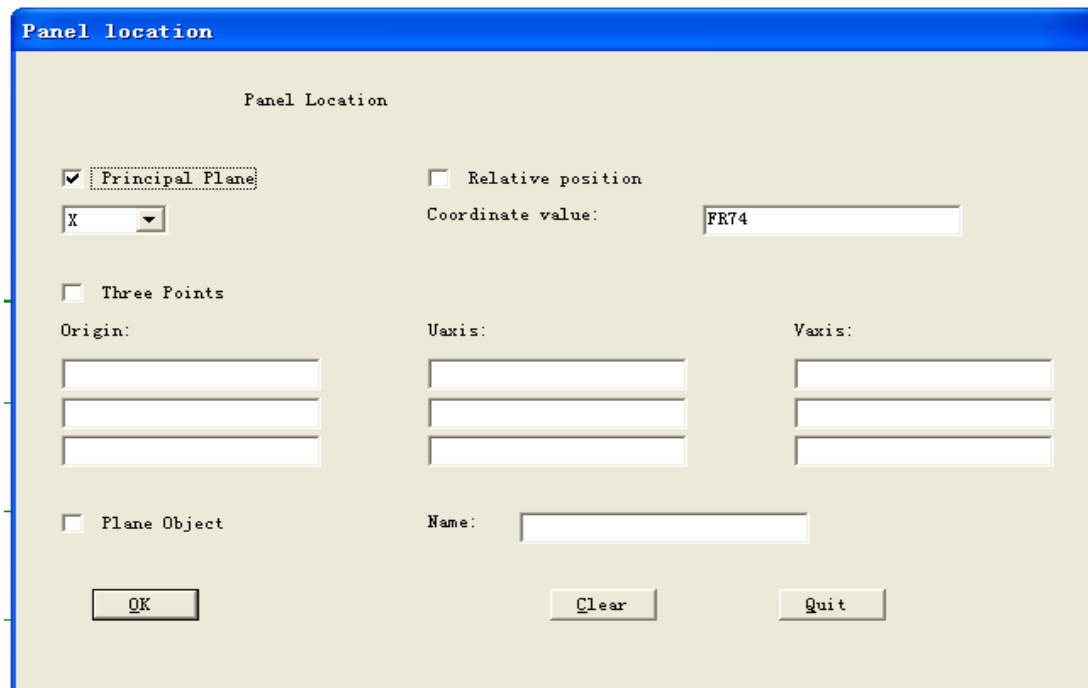 Panel location
Panel Location
Principal Plane
Relative position
X
Coordinate value:
FR74
Three Points
Origin:
Uaxis:
Vaxis:
Plane Object
Name:
OK
Clear
Quit